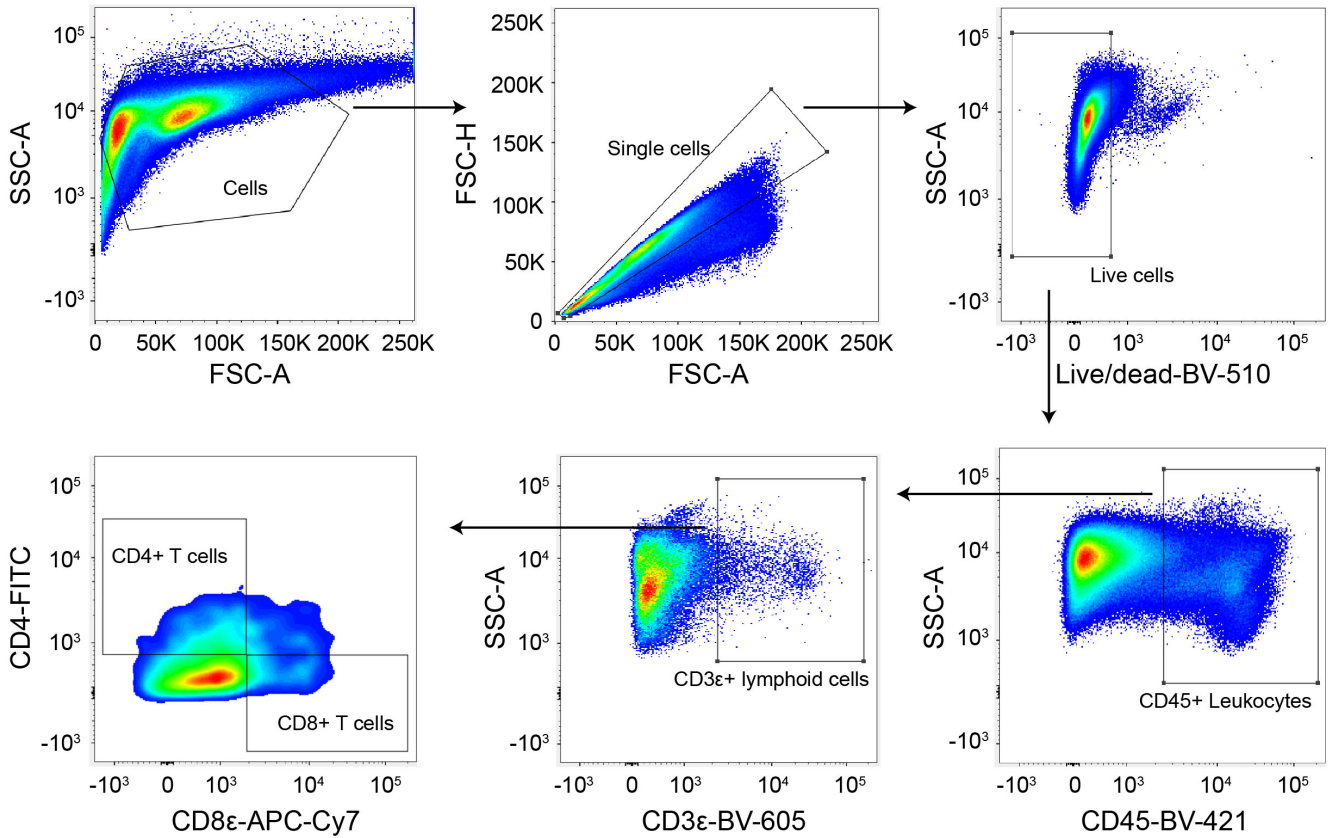 SSC-A
10⁵
10⁴
10³
-10³
Cells
0 50K 100K 150K 200K 250K
FSC-A
FSC-H
250K
200K
150K
100K
50K
0
Single cells
0 50K 100K 150K 200K 250K
FSC-A
SSC-A
10⁵
10⁴
10³
-10³
Live cells
-10³ 0 10³ 10⁴ 10⁵
Live/dead-BV-510
CD4-FITC
10⁵
10⁴
10³
-10³
CD4+ T cells
CD8+ T cells
-10³ 0 10³ 10⁴ 10⁵
CD8ε-APC-Cy7
SSC-A
10⁵
10⁴
10³
-10³
CD3ε+ lymphoid cells
-10³ 0 10³ 10⁴ 10⁵
CD3ε-BV-605
SSC-A
10⁵
10⁴
10³
-10³
CD45+ Leukocytes
-10³ 0 10³ 10⁴ 10⁵
CD45-BV-421